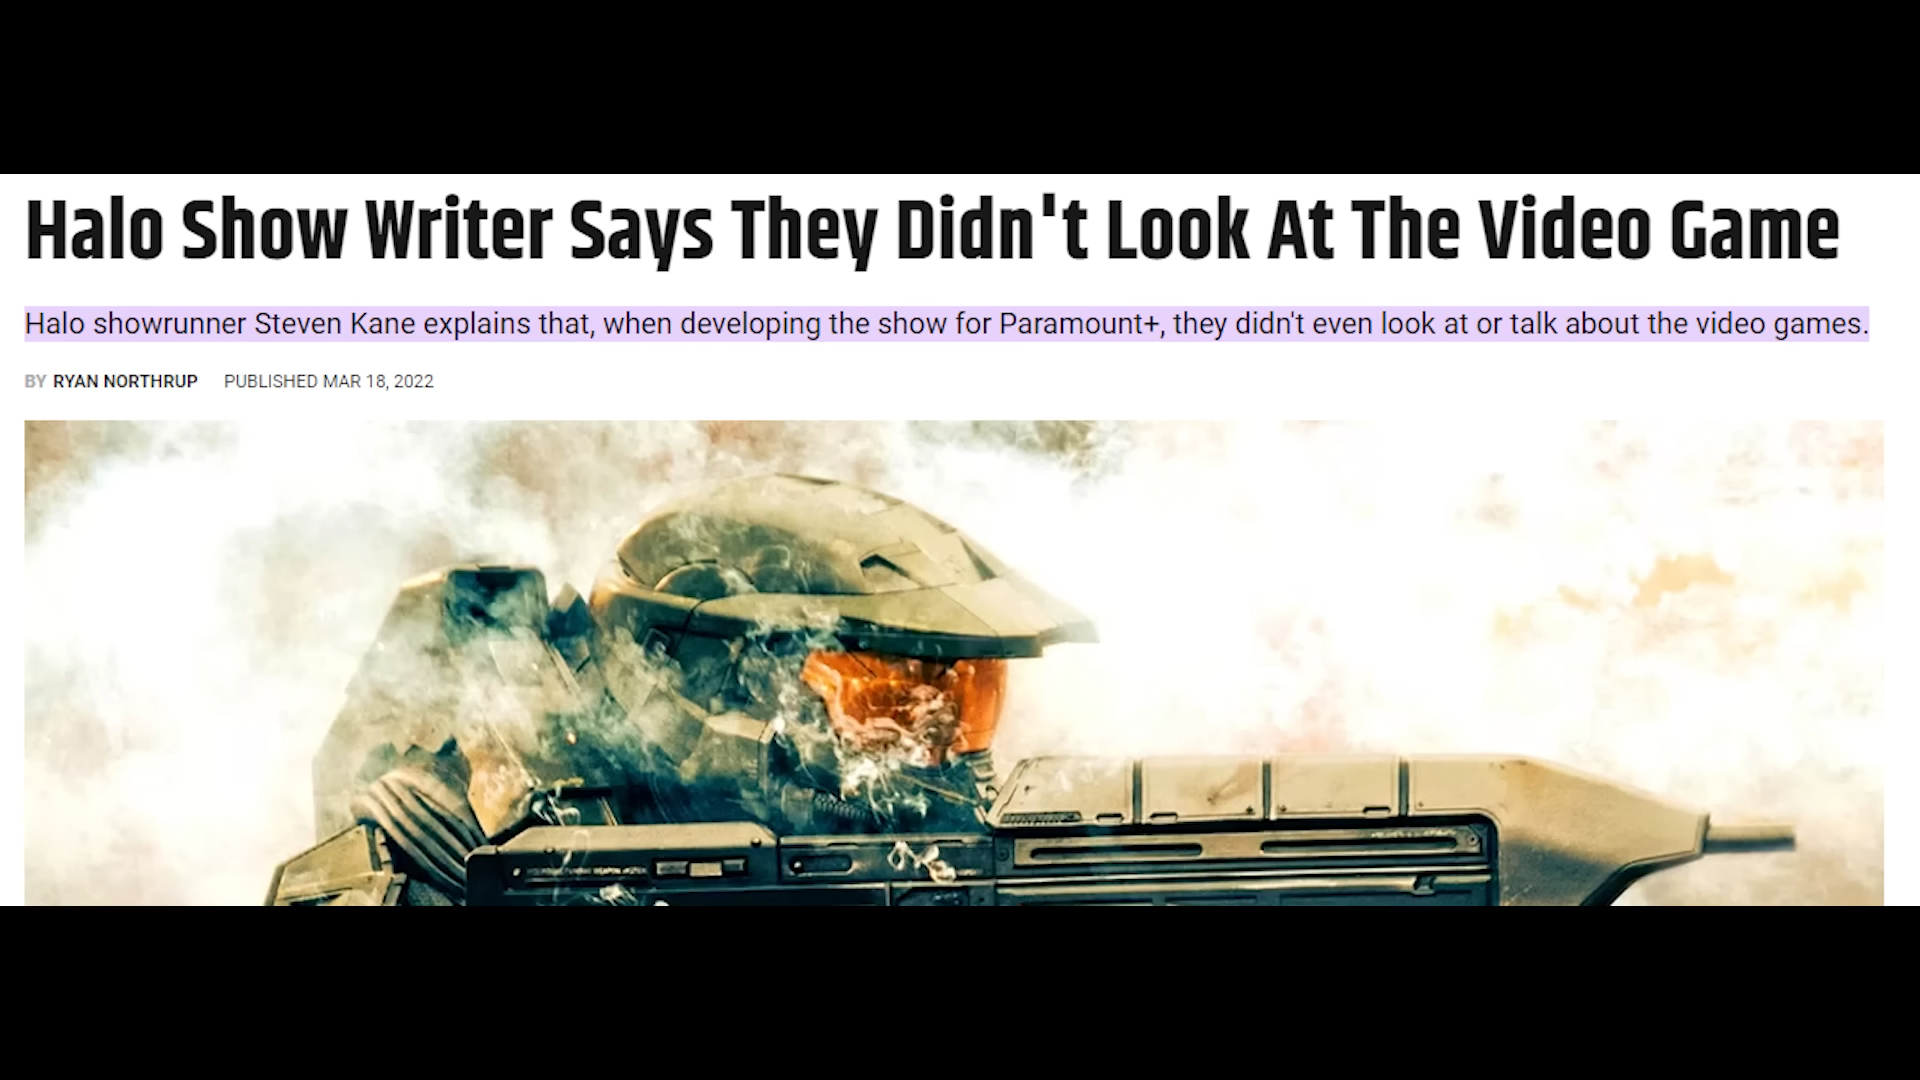 Halo Show Writer Says They Didn't Look At The Video Game
Halo showrunner Steven Kane explains that, when developing the show for Paramount+, they didn't even look at or talk about the video games.
BY RYAN NORTHRUP PUBLISHED MAR 18, 2022